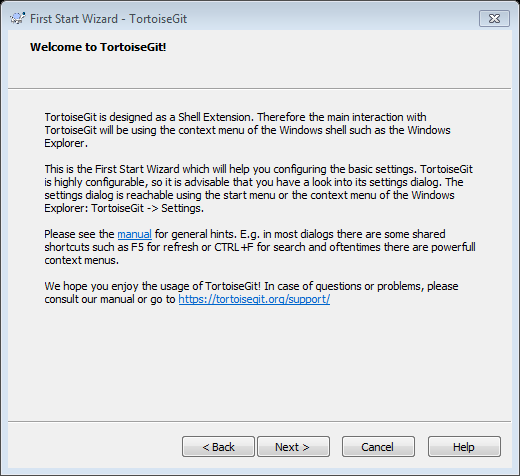 First Start Wizard - TortoiseGit
Welcome to TortoiseGit!
TortoiseGit is designed as a Shell Extension. Therefore the main interaction with
TortoiseGit will be using the context menu of the Windows shell such as the Windows
Explorer.
This is the First Start Wizard which will help you configuring the basic settings. TortoiseGit
is highly configurable, so it is advisable that you have a look into its settings dialog. The
settings dialog is reachable using the start menu or the context menu of the Windows
Explorer: TortoiseGit -> Settings.
Please see the manual for general hints. E.g. in most dialogs there are some shared
shortcuts such as F5 for refresh or CTRL+F for search and oftentimes there are powerfull
context menus.
We hope you enjoy the usage of TortoiseGit! In case of questions or problems, please
consult our manual or go to https://tortoisegit.org/support/
< Back Next > Cancel Help